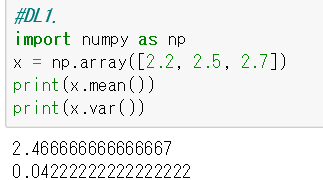 #DL1.
import numpy as np
x = np.array([2.2, 2.5, 2.7])
print(x.mean())
print(x.var())
2.466666666666667
0.04222222222222222